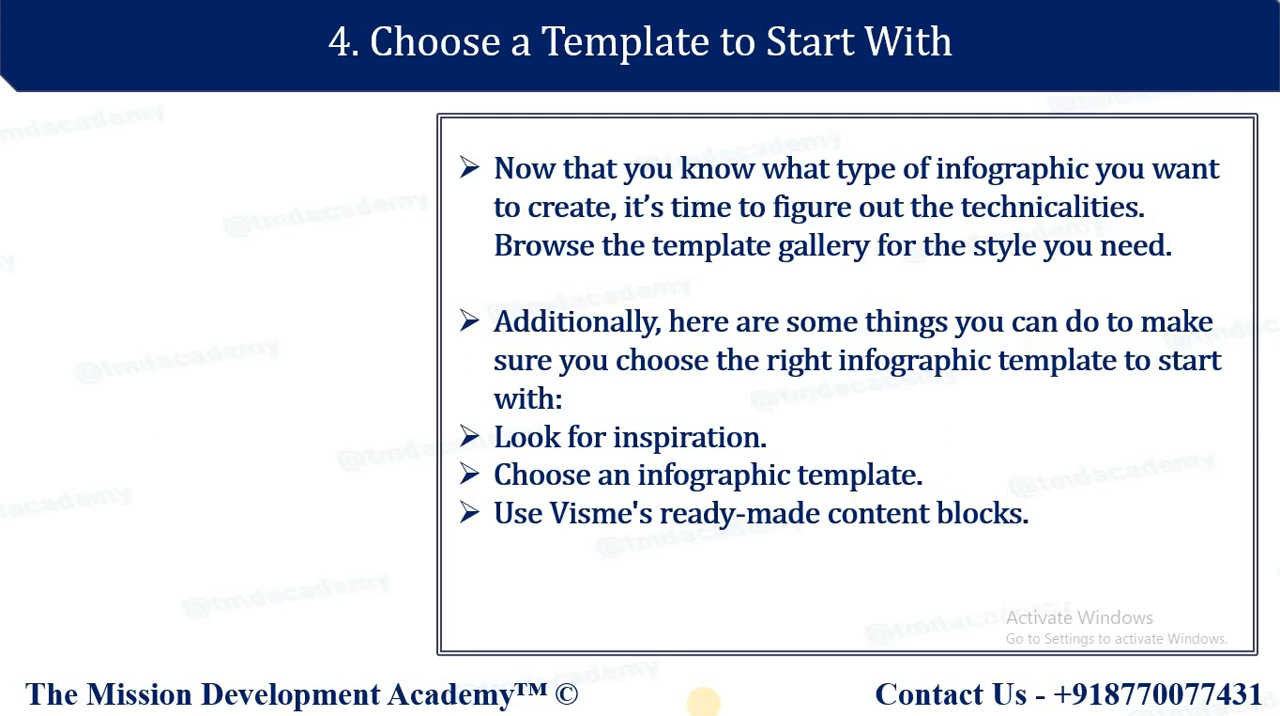 4. Choose a Template to Start With
@tmdacademy
➢ Now that you know what type of infographic you want
to create, it’s time to figure out the technicalities.
Browse the template gallery for the style you need.
➢ Additionally, here are some things you can do to make
sure you choose the right infographic template to start
with:
➢ Look for inspiration.
➢ Choose an infographic template.
➢ Use Visme's ready-made content blocks.
Activate Windows
Go to Settings to activate Windows.
The Mission Development Academy™ ©
Contact Us - +918770077431